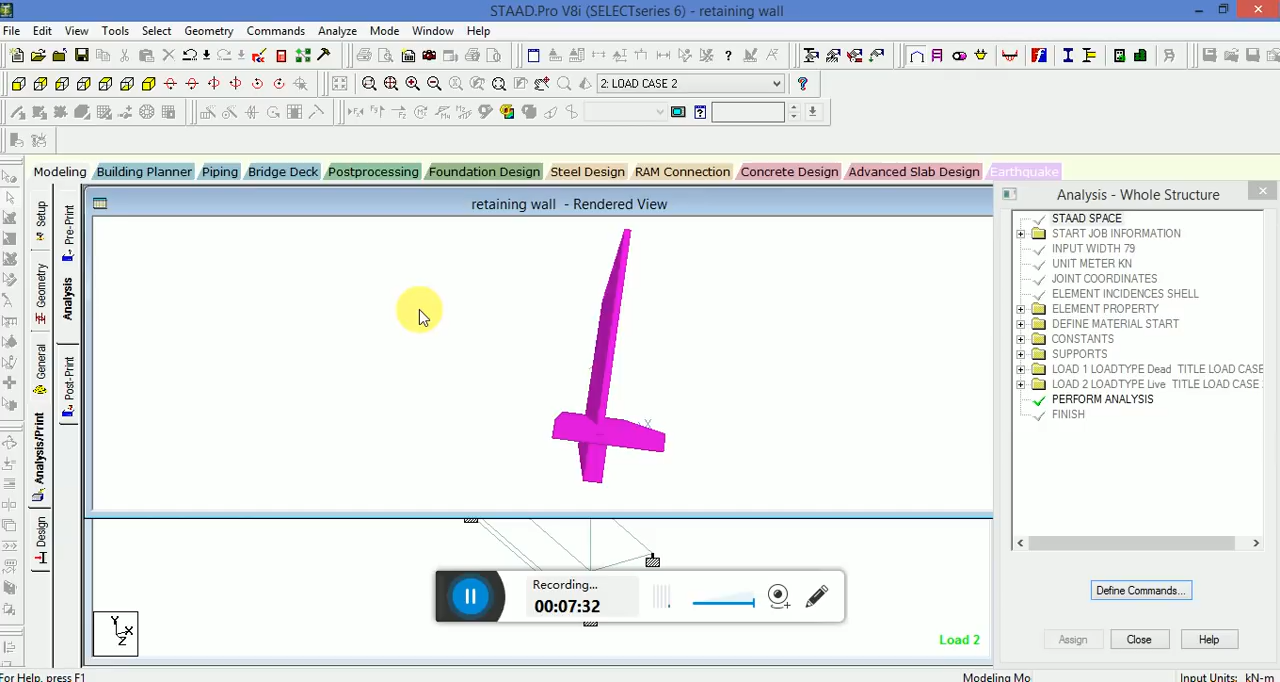 STAAD.Pro V8i (SELECTseries 6) - retaining wall
File Edit View Tools Select Geometry Commands Analyze Mode Window Help
2: LOAD CASE 2
Modeling Building Planner Piping Bridge Deck Postprocessing Foundation Design Steel Design RAM Connection Concrete Design Advanced Slab Design Earthquake
Setup
Geometry
General
Analysis/Print
Design
Pre-Print
Analysis
Post-Print
retaining wall - Rendered View
X
Analysis - Whole Structure
STAAD SPACE
START JOB INFORMATION
INPUT WIDTH 79
UNIT METER KN
JOINT COORDINATES
ELEMENT INCIDENCES SHELL
ELEMENT PROPERTY
DEFINE MATERIAL START
CONSTANTS
SUPPORTS
LOAD 1 LOADTYPE Dead TITLE LOAD CASE
LOAD 2 LOADTYPE Live TITLE LOAD CASE
PERFORM ANALYSIS
FINISH
Define Commands...
Assign Close Help
Recording...
00:07:32
Y
X
Z
Load 2
For Help, press F1
Modeling Mo
Input Units: kN-m